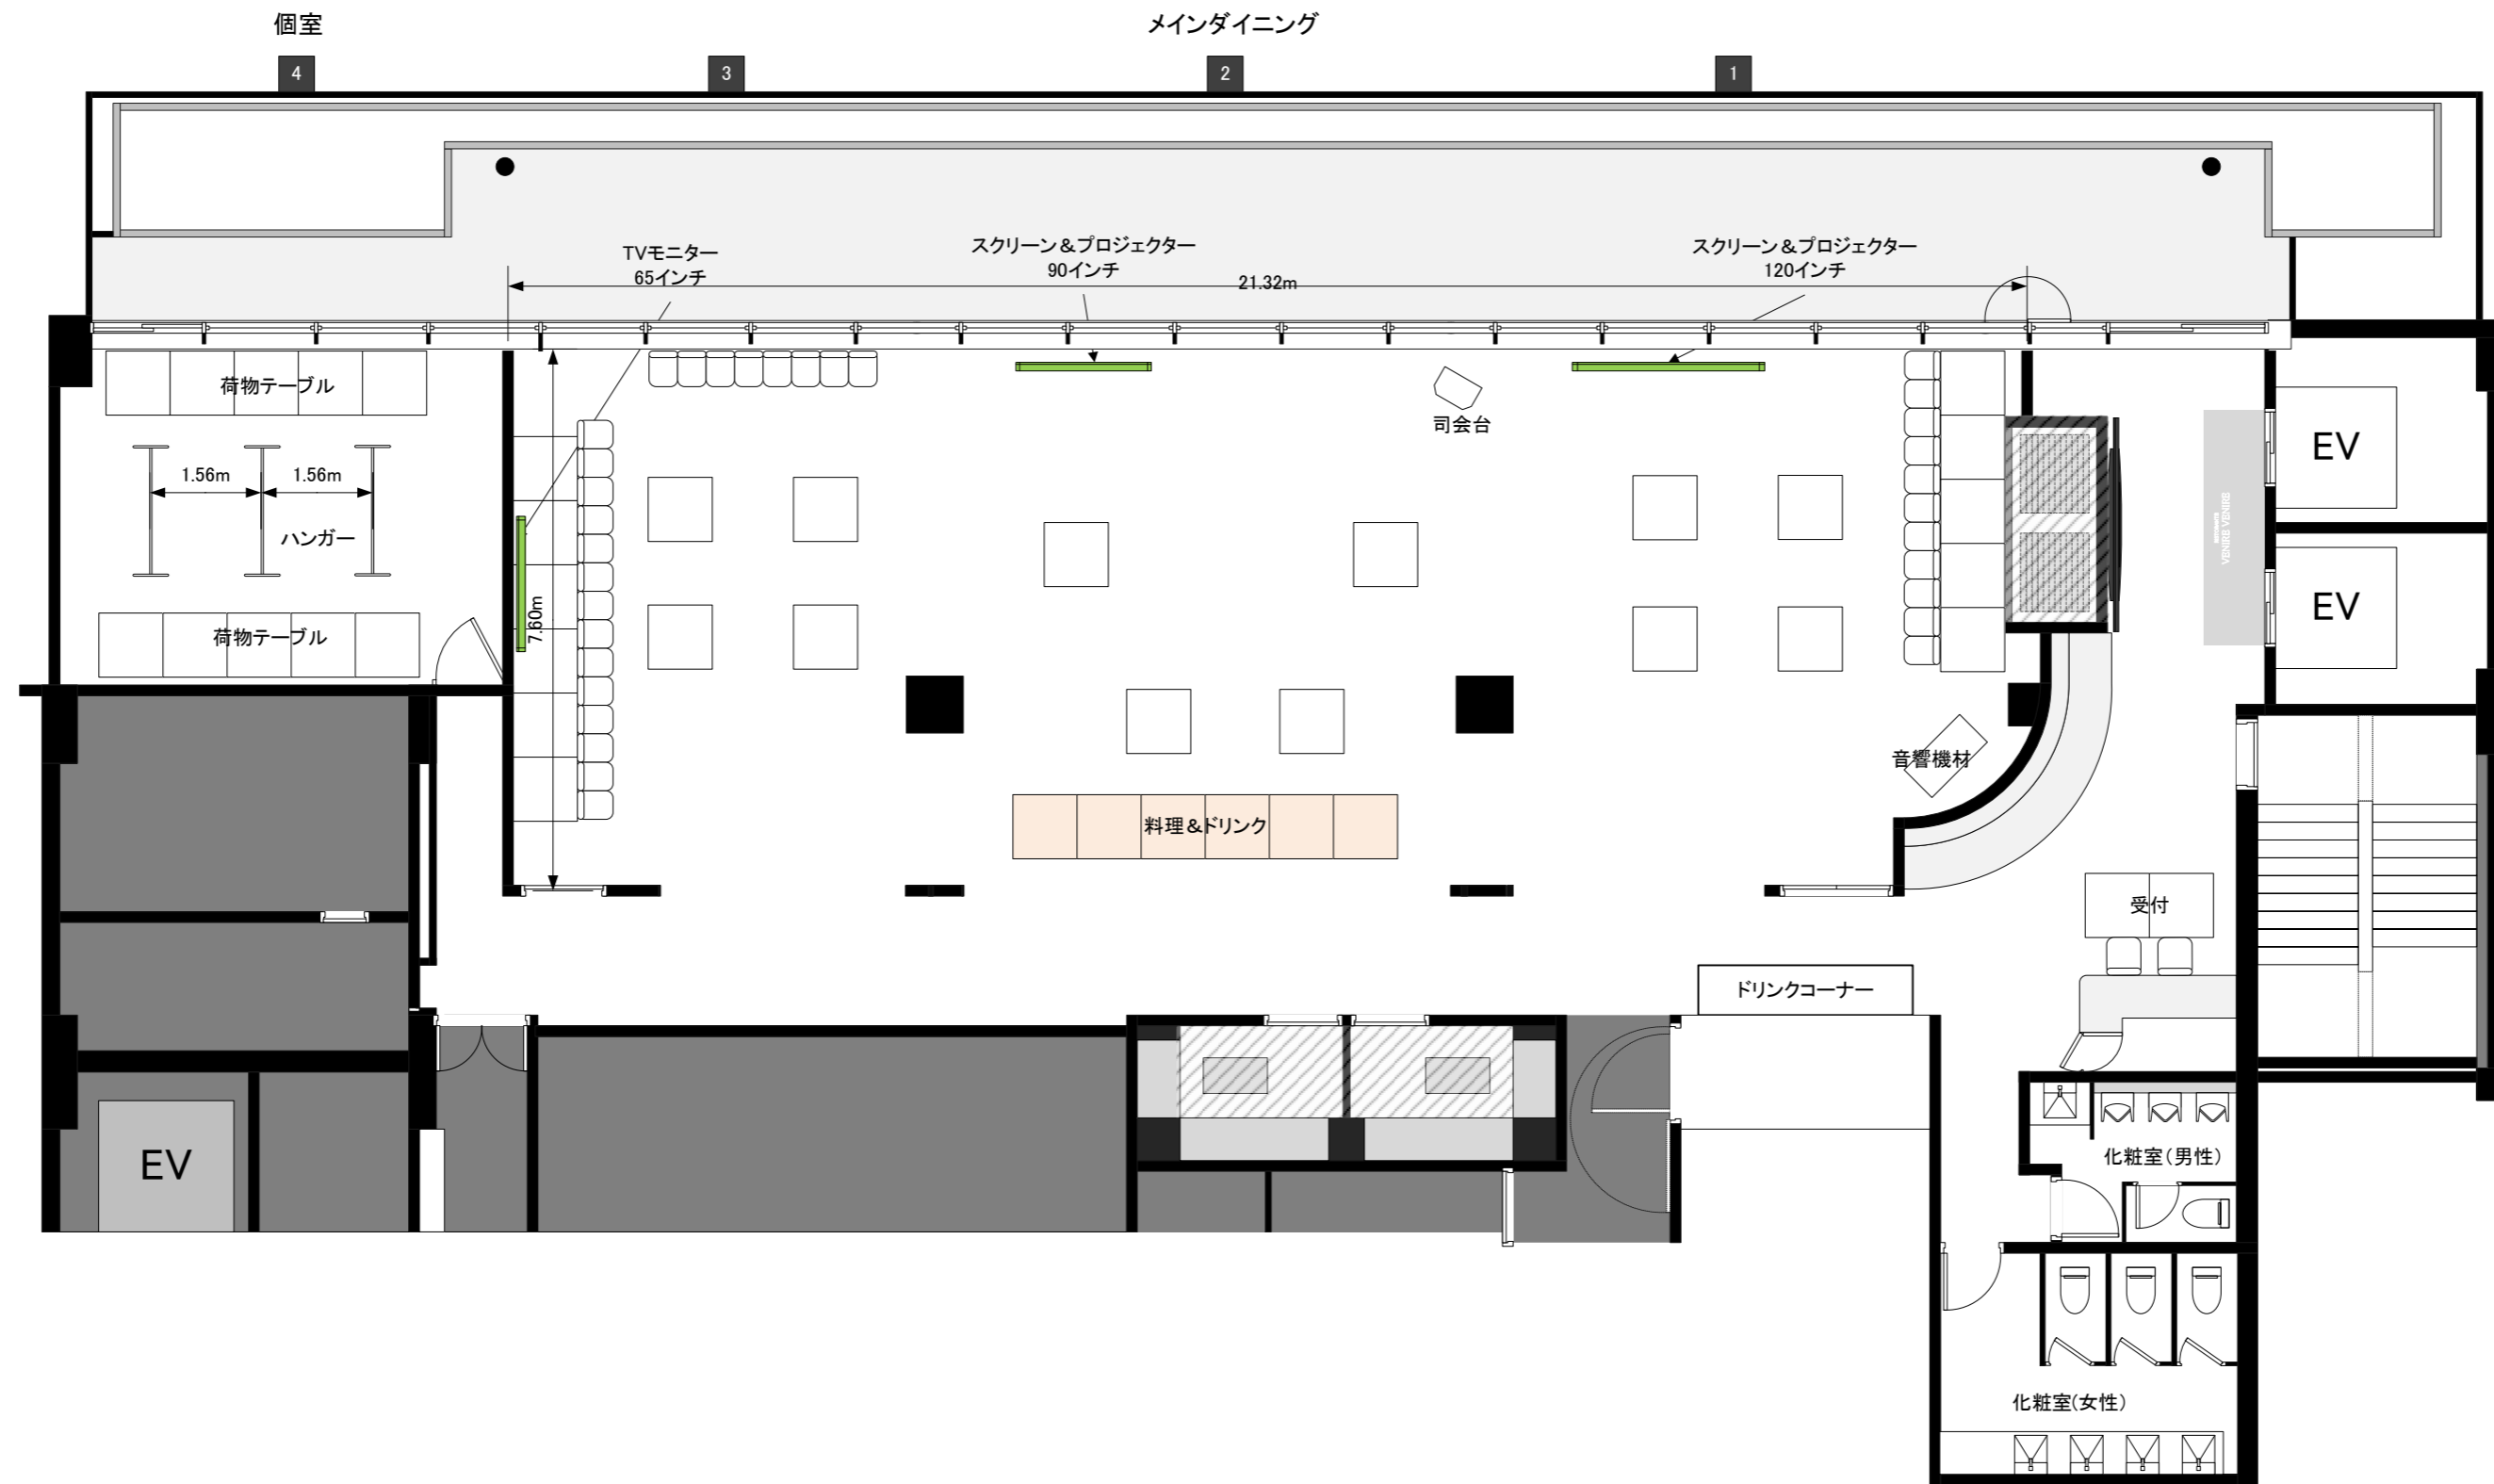 個室
メインダイニング
4
3
2
1
TVモニター
65インチ
スクリーン&プロジェクター
90インチ
スクリーン&プロジェクター
120インチ
21.32m
荷物テーブル
司会台
1.56m
1.56m
ハンガー
荷物テーブル
7.60m
EV
EV
VENIRE VENIRE
音響機材
料理&ドリンク
受付
ドリンクコーナー
EV
化粧室(男性)
化粧室(女性)